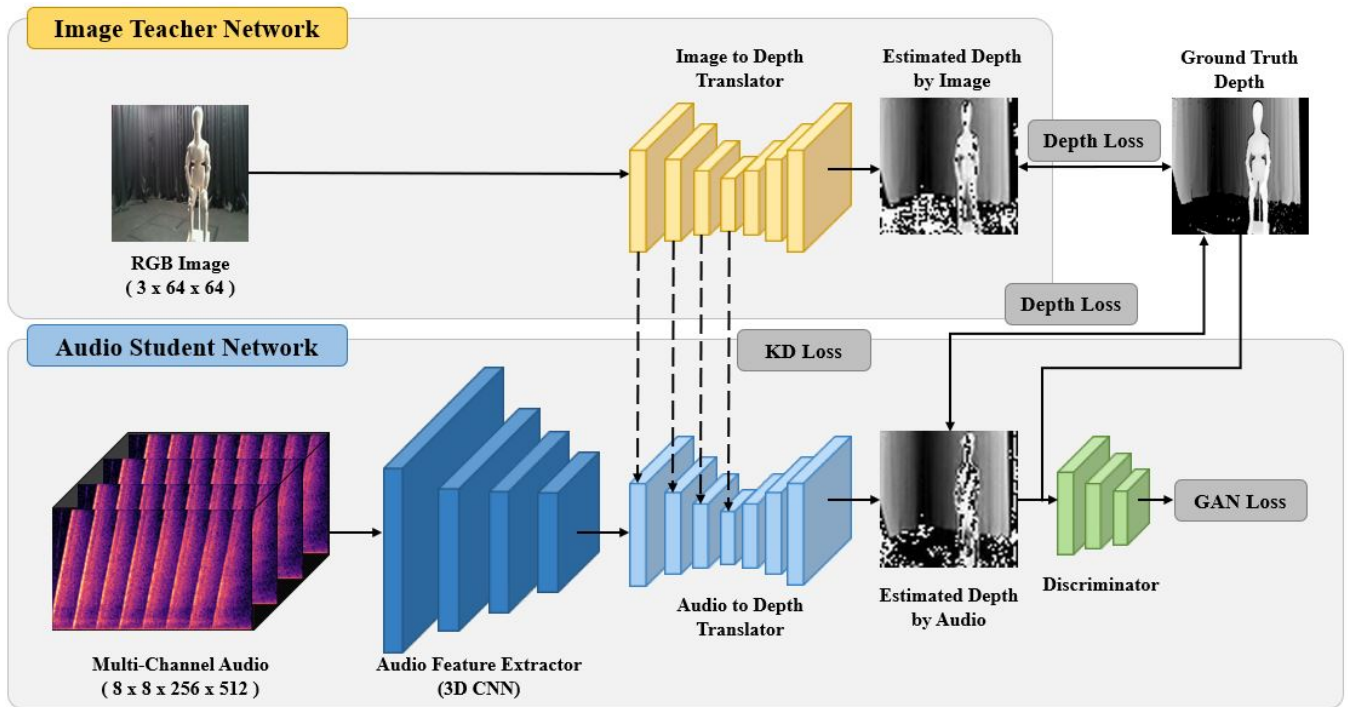 Image Teacher Network
Image to Depth
Translator
Estimated Depth
by Image
Ground Truth
Depth
Depth Loss
RGB Image
( 3 x 64 x 64 )
Depth Loss
Audio Student Network
KD Loss
GAN Loss
Discriminator
Estimated Depth
by Audio
Audio to Depth
Translator
Multi-Channel Audio
( 8 x 8 x 256 x 512 )
Audio Feature Extractor
(3D CNN)